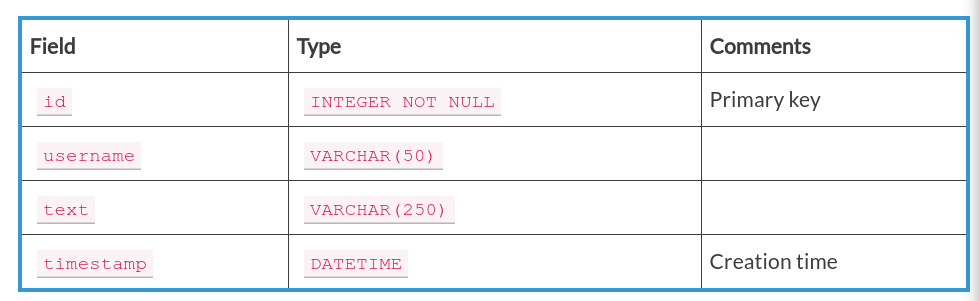 Field Type Comments
id INTEGER NOT NULL Primary key
username VARCHAR(50)
text VARCHAR(250)
timestamp DATETIME Creation time